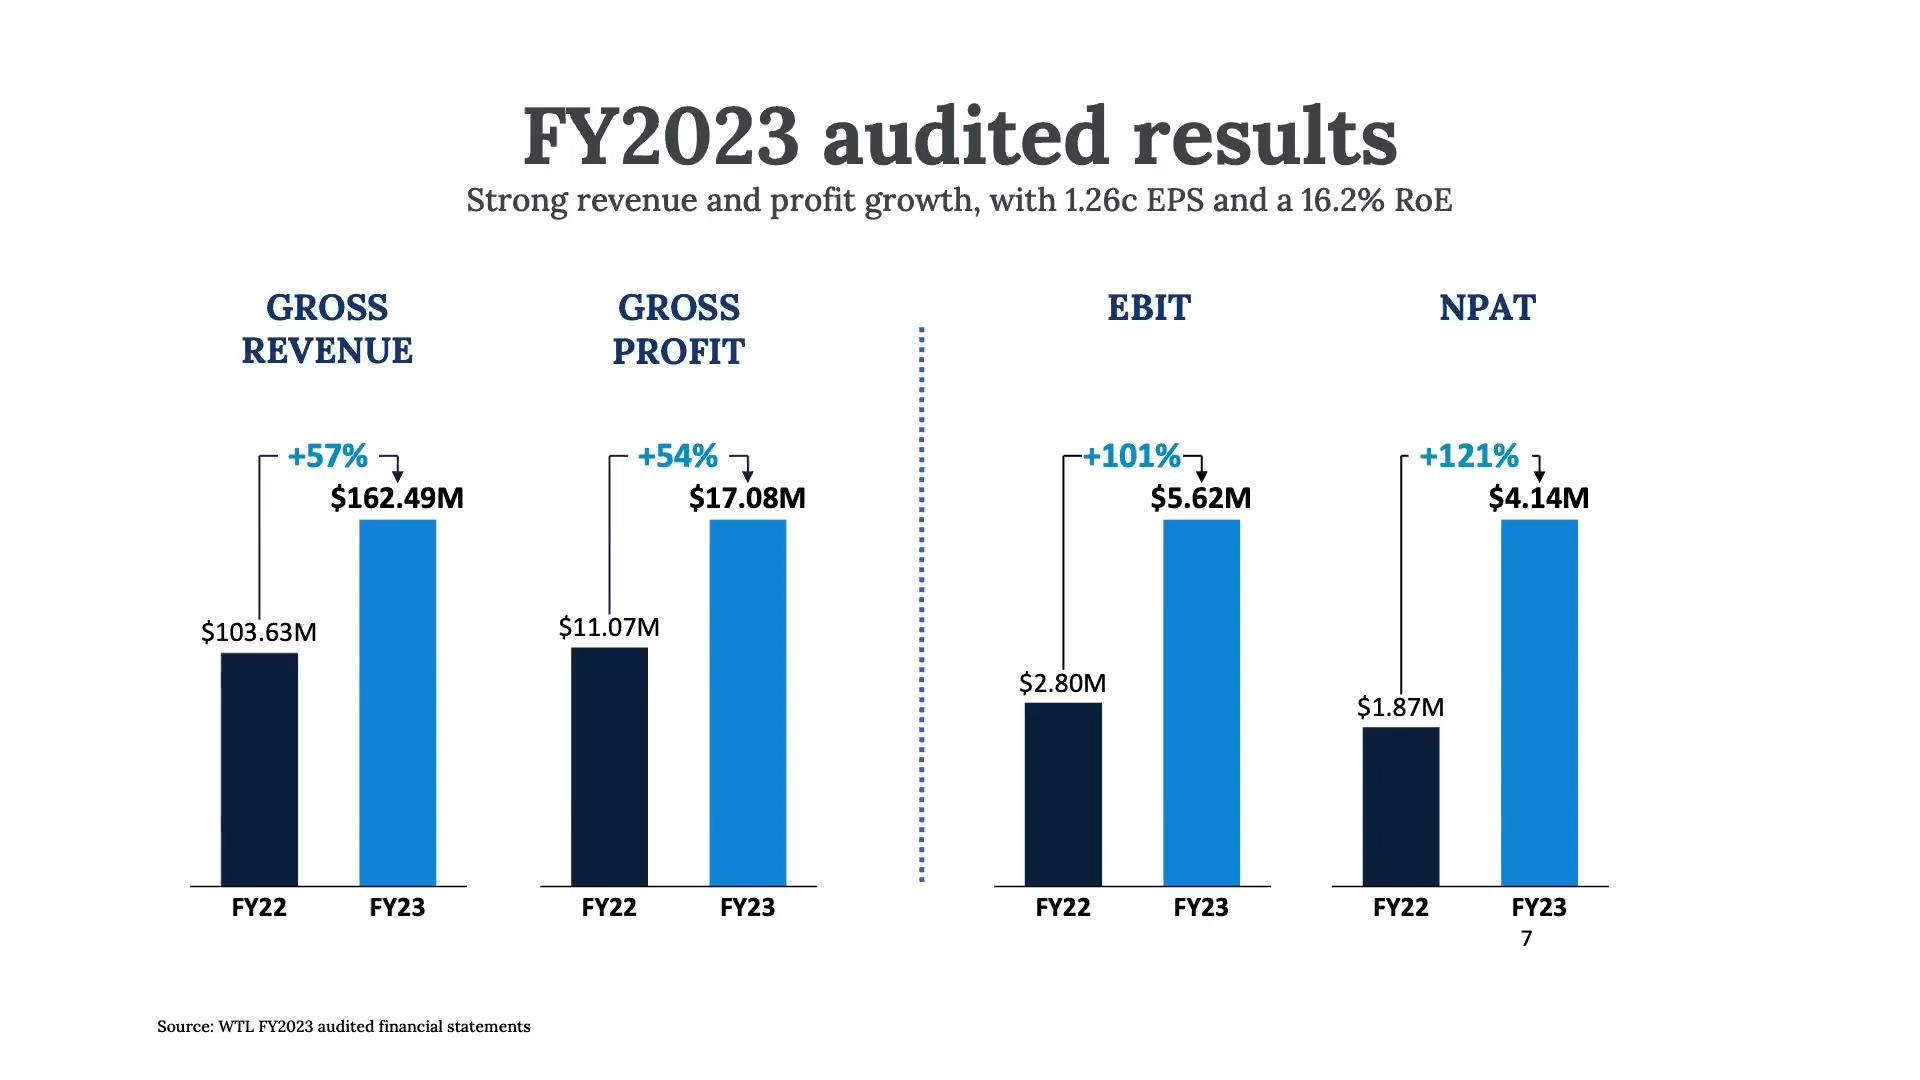 FY2023 audited results
Strong revenue and profit growth, with 1.26c EPS and a 16.2% RoE
GROSS
REVENUE
+57%
$162.49M
$103.63M
FY22 FY23
GROSS
PROFIT
+54%
$17.08M
$11.07M
FY22 FY23
EBIT
+101%
$5.62M
$2.80M
FY22 FY23
NPAT
+121%
$4.14M
$1.87M
FY22 FY23
7
Source: WTL FY2023 audited financial statements